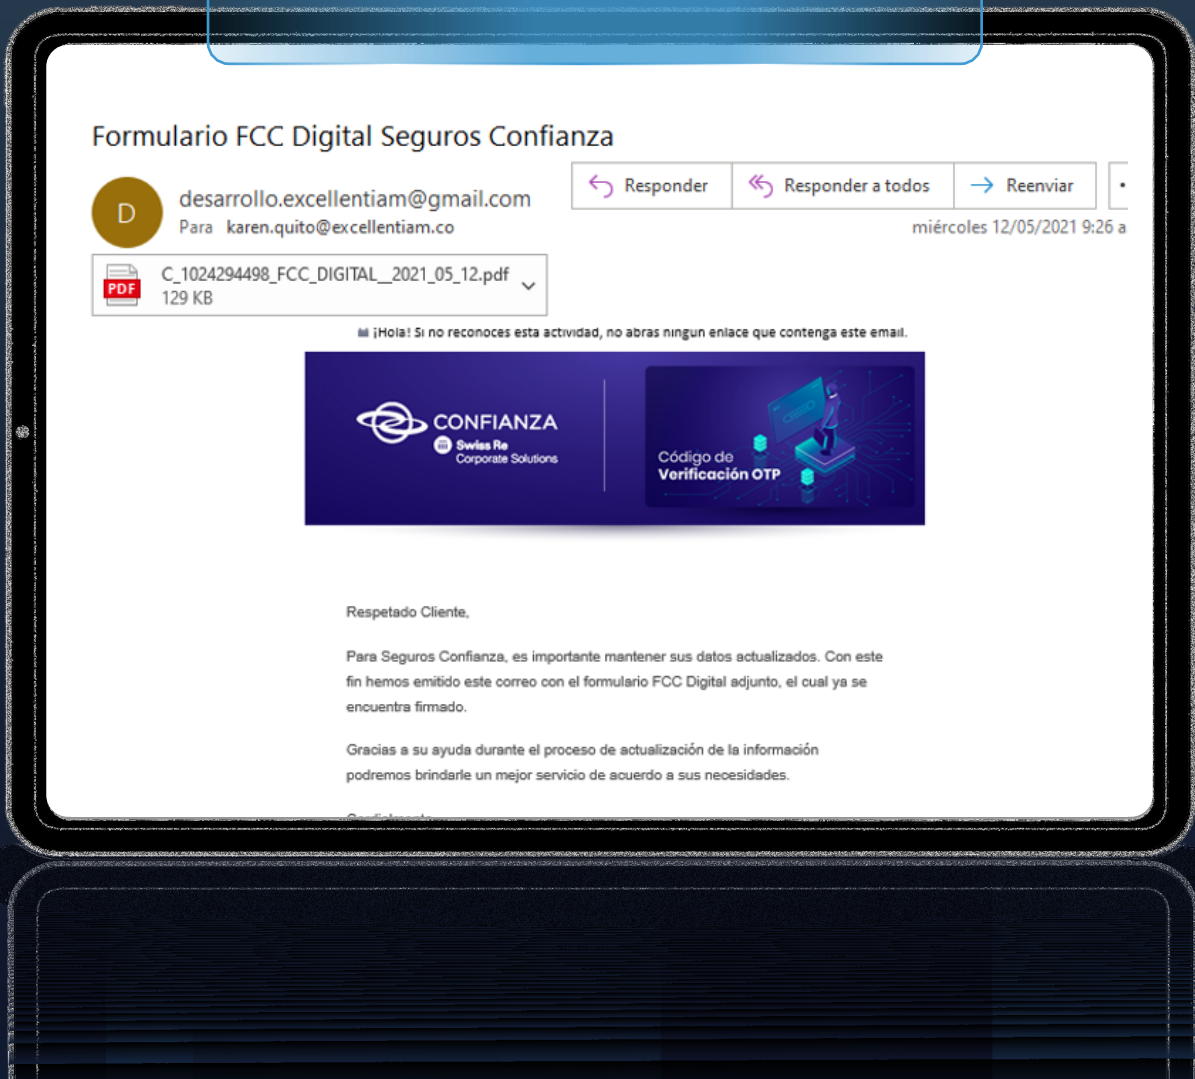 Formulario FCC Digital Seguros Confianza
Responder
Responder a todos
Reenviar
D
desarrollo.excellentiam@gmail.com
Para karen.quito@excellentiam.co
miércoles 12/05/2021 9:26 a
PDF
C_1024294498_FCC_DIGITAL__2021_05_12.pdf
129 KB
¡Hola! Si no reconoces esta actividad, no abras ningun enlace que contenga este email.
CONFIANZA
Swiss Re
Corporate Solutions
Código de
Verificación OTP
Respetado Cliente,
Para Seguros Confianza, es importante mantener sus datos actualizados. Con este
fin hemos emitido este correo con el formulario FCC Digital adjunto, el cual ya se
encuentra firmado.
Gracias a su ayuda durante el proceso de actualización de la información
podremos brindarle un mejor servicio de acuerdo a sus necesidades.